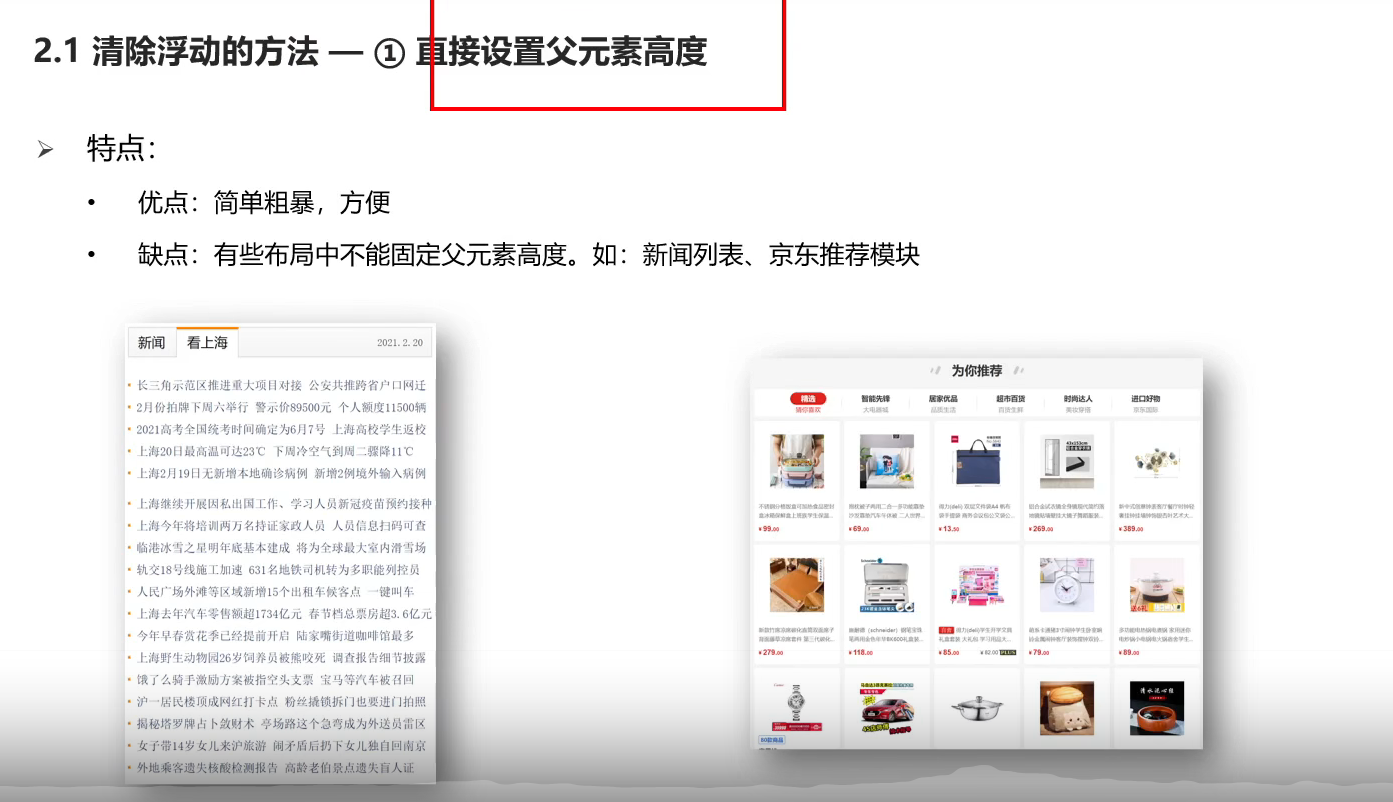 2.1 清除浮动的方法 — ① 直接设置父元素高度
特点：
优点：简单粗暴，方便
缺点：有些布局中不能固定父元素高度。如：新闻列表、京东推荐模块
新闻 看上海 2021.2.20
长三角示范区推进重大项目对接 公安共推跨省户口网迁
2月份拍牌下周六举行 警示价89500元 个人额度11500辆
2021高考全国统考时间确定为6月7号 上海高校学生返校
上海20日最高温可达23℃ 下周冷空气到周二骤降11℃
上海2月19日无新增本地确诊病例 新增2例境外输入病例
上海继续开展因私出国工作、学习人员新冠疫苗预约接种
上海今年将培训两万名持证家政人员 人员信息扫码可查
临港冰雪之星明年底基本建成 将为全球最大室内滑雪场
轨交18号线施工加速 631名地铁司机转为多职能列控员
人民广场外滩等区域新增15个出租车候客点 一键叫车
上海去年汽车零售额超1734亿元 春节档总票房超3.6亿元
今年早春赏花季已经提前开启 陆家嘴街道咖啡馆最多
上海野生动物园26岁饲养员被熊咬死 调查报告细节披露
饿了么骑手激励方案被指空头支票 宝马等汽车被召回
沪一居民楼顶成网红打卡点 粉丝撬锁拆门也要进门拍照
揭秘塔罗牌占卜敛财术 亭场路这个急弯成为外送员雷区
女子带14岁女儿来沪旅游 闹矛盾后扔下女儿独自回南京
外地乘客遗失核酸检测报告 高龄老伯景点遗失盲人证
为你推荐
精选 智能先锋 居家优品 超市百货 时尚达人 进口好物
猜你喜欢 大电器城 品质生活 百货生鲜 美妆穿搭 京东国际
¥99.00 ¥69.00 ¥13.50 ¥269.00 ¥389.00
¥279.00 ¥118.00 ¥85.00 ¥82.00 PLUS ¥79.00 ¥89.00